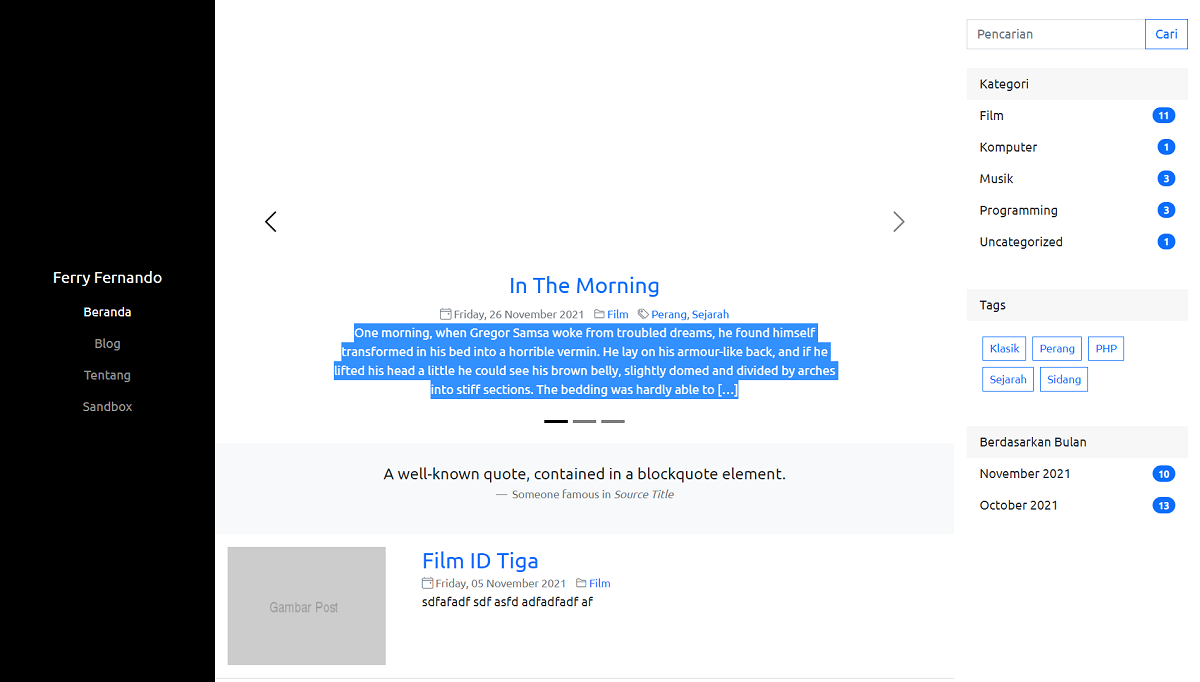 Ferry Fernando
Beranda
Blog
Tentang
Sandbox
In The Morning
Friday, 26 November 2021 Film Perang, Sejarah
One morning, when Gregor Samsa woke from troubled dreams, he found himself
transformed in his bed into a horrible vermin. He lay on his armour-like back, and if he
lifted his head a little he could see his brown belly, slightly domed and divided by arches
into stiff sections. The bedding was hardly able to […]
A well-known quote, contained in a blockquote element.
— Someone famous in Source Title
Gambar Post
Film ID Tiga
Friday, 05 November 2021 Film
sdfafadf sdf asfd adfadfadf af
Pencarian Cari
Kategori
Film 11
Komputer 1
Musik 3
Programming 3
Uncategorized 1
Tags
Klasik Perang PHP
Sejarah Sidang
Berdasarkan Bulan
November 2021 10
October 2021 13